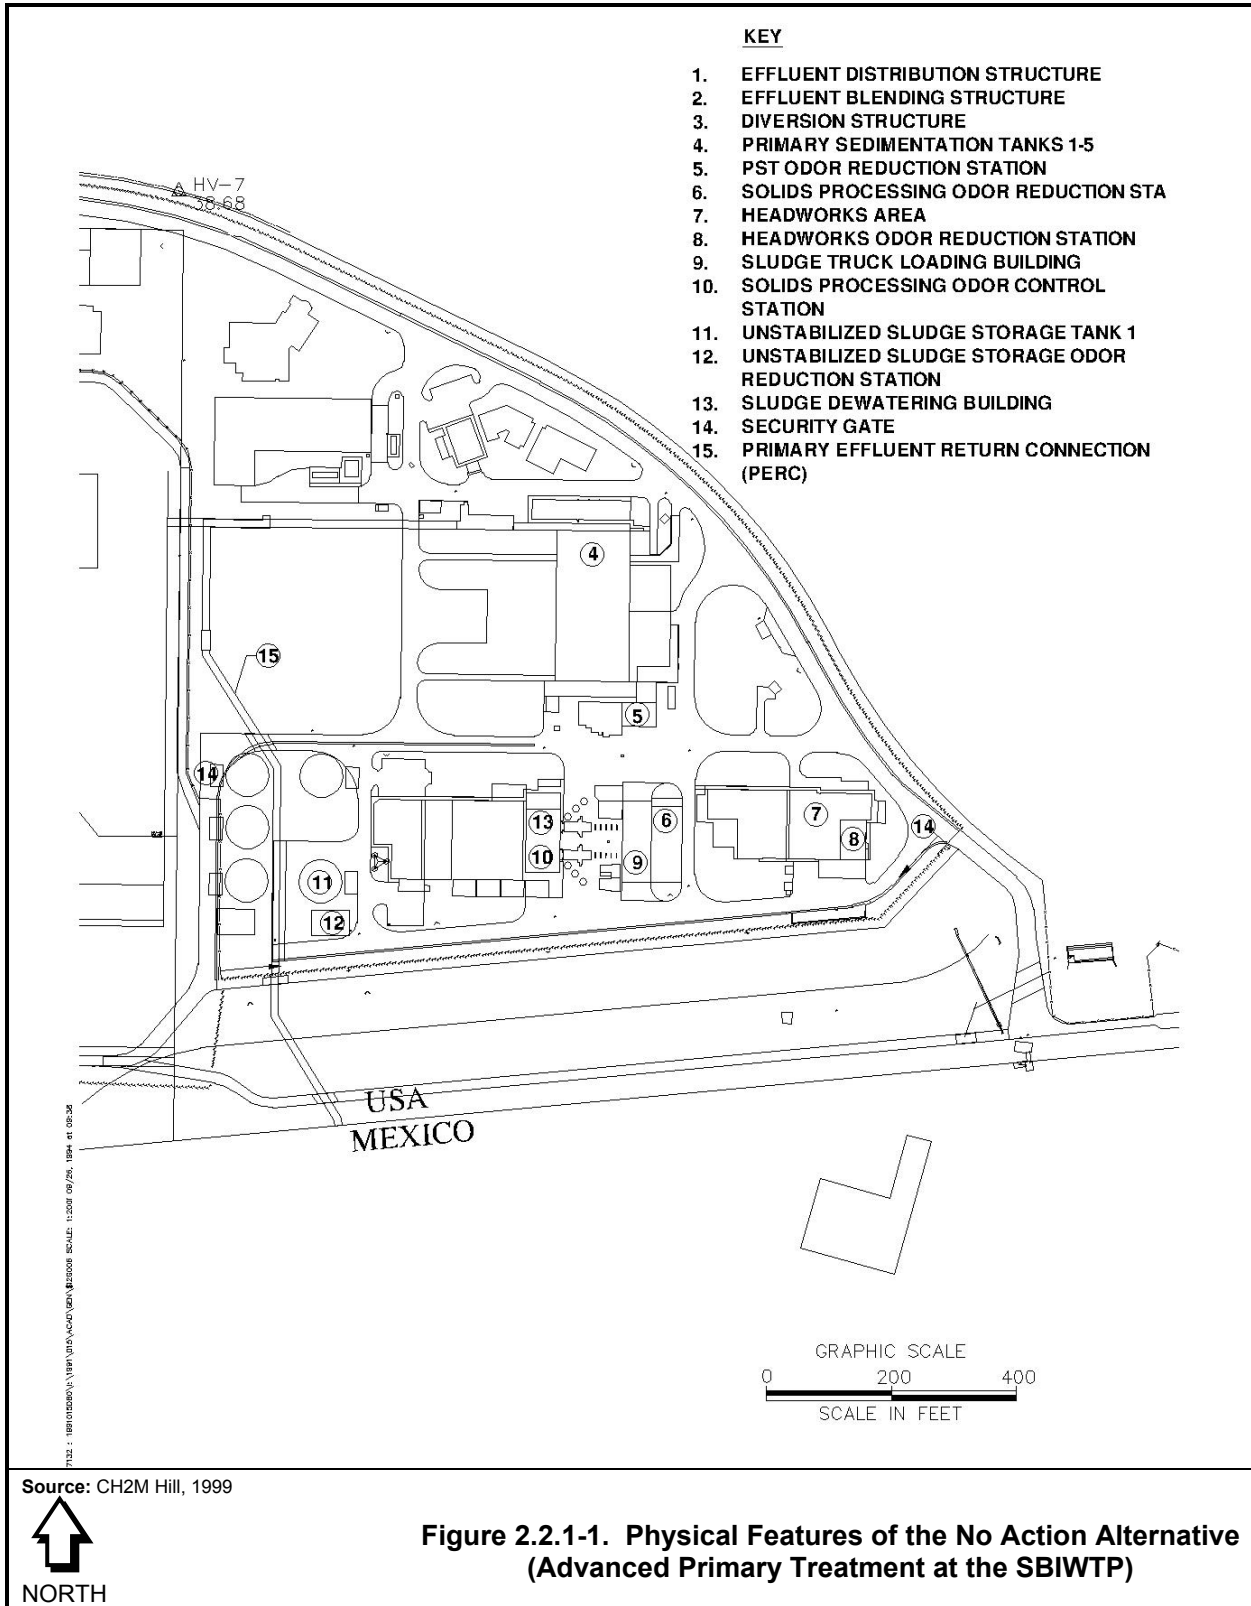 KEY
1. EFFLUENT DISTRIBUTION STRUCTURE
2. EFFLUENT BLENDING STRUCTURE
3. DIVERSION STRUCTURE
4. PRIMARY SEDIMENTATION TANKS 1-5
5. PST ODOR REDUCTION STATION
6. SOLIDS PROCESSING ODOR REDUCTION STA
7. HEADWORKS AREA
8. HEADWORKS ODOR REDUCTION STATION
9. SLUDGE TRUCK LOADING BUILDING
10. SOLIDS PROCESSING ODOR CONTROL
STATION
11. UNSTABILIZED SLUDGE STORAGE TANK 1
12. UNSTABILIZED SLUDGE STORAGE ODOR
REDUCTION STATION
13. SLUDGE DEWATERING BUILDING
14. SECURITY GATE
15. PRIMARY EFFLUENT RETURN CONNECTION
(PERC)
HV-7
38.68
4
15
5
14
13
6
7
14
8
10
9
11
12
USA
MEXICO
GRAPHIC SCALE
0 200 400
SCALE IN FEET
Source: CH2M Hill, 1999
NORTH
Figure 2.2.1-1. Physical Features of the No Action Alternative
(Advanced Primary Treatment at the SBIWTP)